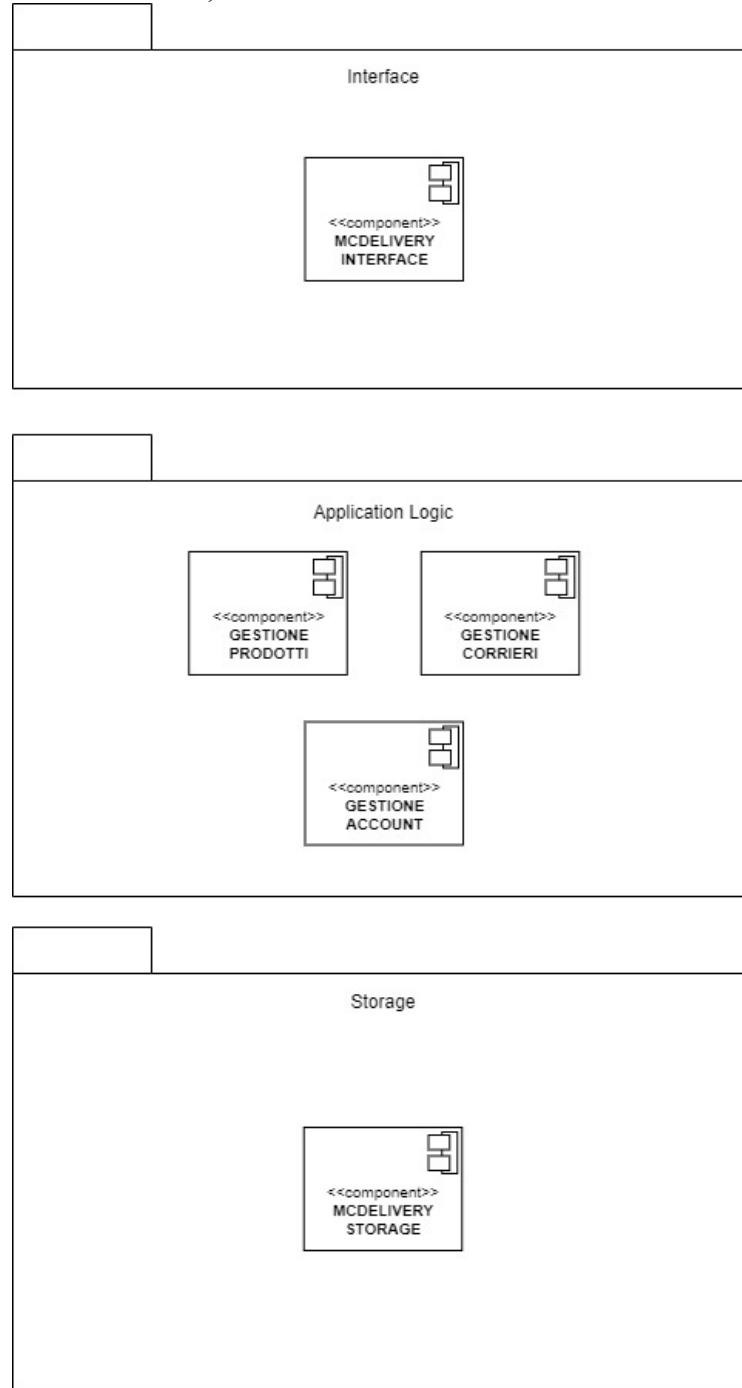 Interface
<<component>>
MCDELIVERY
INTERFACE
Application Logic
<<component>>
GESTIONE
PRODOTTI
<<component>>
GESTIONE
CORRIERI
<<component>>
GESTIONE
ACCOUNT
Storage
<<component>>
MCDELIVERY
STORAGE